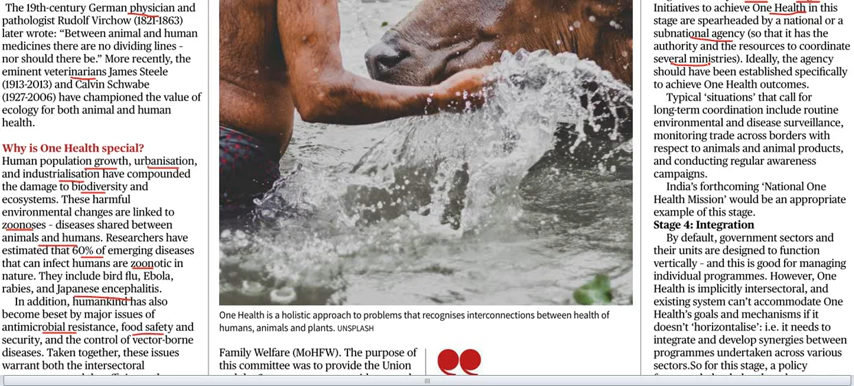 The 19th-century German physician and
pathologist Rudolf Virchow (1821-1863)
later wrote: “Between animal and human
medicines there are no dividing lines –
nor should there be.” More recently, the
eminent veterinarians James Steele
(1913-2013) and Calvin Schwabe
(1927-2006) have championed the value of
ecology for both animal and human
health.
Why is One Health special?
Human population growth, urbanisation,
and industrialisation have compounded
the damage to biodiversity and
ecosystems. These harmful
environmental changes are linked to
zoonoses – diseases shared between
animals and humans. Researchers have
estimated that 60% of emerging diseases
that can infect humans are zoonotic in
nature. They include bird flu, Ebola,
rabies, and Japanese encephalitis.
In addition, humankind has also
become beset by major issues of
antimicrobial resistance, food safety and
security, and the control of vector-borne
diseases. Taken together, these issues
warrant both the intersectoral
One Health is a holistic approach to problems that recognises interconnections between health of
humans, animals and plants. UNSPLASH
Family Welfare (MoHFW). The purpose of
this committee was to provide the Union
Initiatives to achieve One Health in this
stage are spearheaded by a national or a
subnational agency (so that it has the
authority and the resources to coordinate
several ministries). Ideally, the agency
should have been established specifically
to achieve One Health outcomes.
Typical ‘situations’ that call for
long-term coordination include routine
environmental and disease surveillance,
monitoring trade across borders with
respect to animals and animal products,
and conducting regular awareness
campaigns.
India’s forthcoming ‘National One
Health Mission’ would be an appropriate
example of this stage.
Stage 4: Integration
By default, government sectors and
their units are designed to function
vertically – and this is good for managing
individual programmes. However, One
Health is implicitly intersectoral, and
existing system can’t accommodate One
Health’s goals and mechanisms if it
doesn’t ‘horizontalise’: i.e. it needs to
integrate and develop synergies between
programmes undertaken across various
sectors.So for this stage, a policy